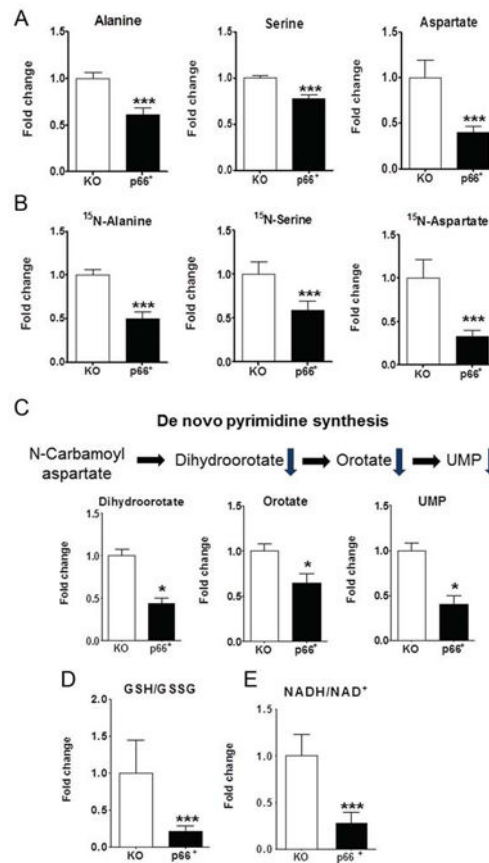 A
Alanine
Serine
Aspartate
Fold change
1.5
1.0
0.5
0.0
***
KO
p66+
Fold change
1.5
1.0
0.5
0.0
***
KO
p66+
Fold change
1.5
1.0
0.5
0.0
***
KO
p66+
B
15N-Alanine
15N-Serine
15N-Aspartate
Fold change
1.5
1.0
0.5
0.0
***
KO
p66+
Fold change
1.5
1.0
0.5
0.0
***
KO
p66+
Fold change
1.5
1.0
0.5
0.0
***
KO
p66+
C
De novo pyrimidine synthesis
N-Carbamoyl
aspartate
Dihydroorotate
Orotate
UMP
Dihydroorotate
Orotate
UMP
Fold change
1.5
1.0
0.5
0.0
*
KO
p66+
Fold change
1.5
1.0
0.5
0.0
*
KO
p66+
Fold change
1.5
1.0
0.5
0.0
*
KO
p66+
D
GSH/GSSG
Fold change
2.0
1.5
1.0
0.5
0.0
***
KO
p66+
E
NADH/NAD+
Fold change
1.5
1.0
0.5
0.0
***
KO
p66+